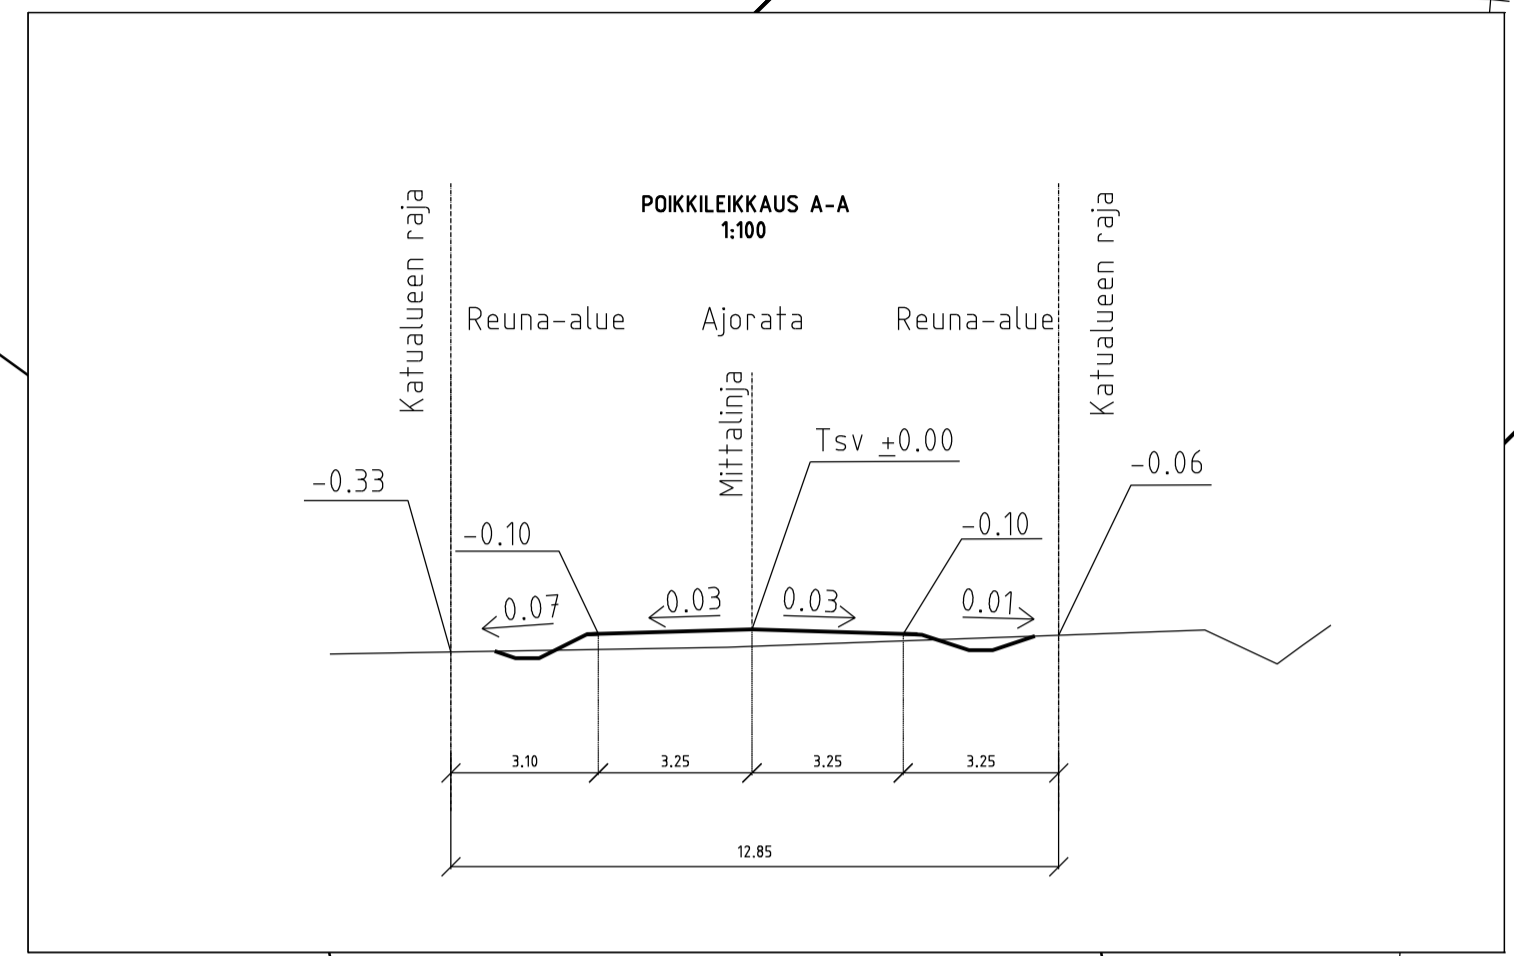 POIKKILEIKKAUS A-A
1:100
Katualueen raja
Katualueen raja
Reuna-alue
Ajorata
Reuna-alue
Mittalinja
Tsv ±0.00
-0.33
-0.06
-0.10
-0.10
0.07
0.03
0.03
0.01
3.10
3.25
3.25
3.25
12.85